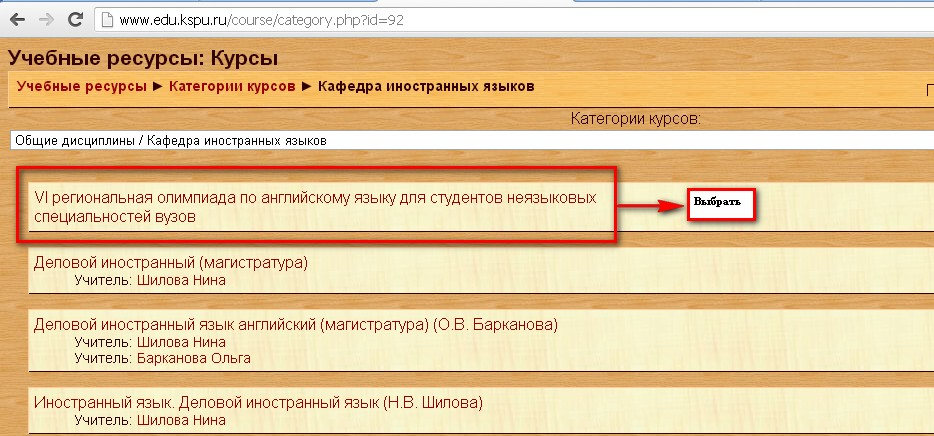 www.edu.kspu.ru/course/category.php?id=92
Учебные ресурсы: Курсы
Учебные ресурсы ► Категории курсов ► Кафедра иностранных языков
Категории курсов:
Общие дисциплины / Кафедра иностранных языков
VI региональная олимпиада по английскому языку для студентов неязыковых
специальностей вузов
Выбрать
Деловой иностранный (магистратура)
Учитель: Шилова Нина
Деловой иностранный язык английский (магистратура) (О.В. Барканова)
Учитель: Шилова Нина
Учитель: Барканова Ольга
Иностранный язык. Деловой иностранный язык (Н.В. Шилова)
Учитель: Шилова Нина